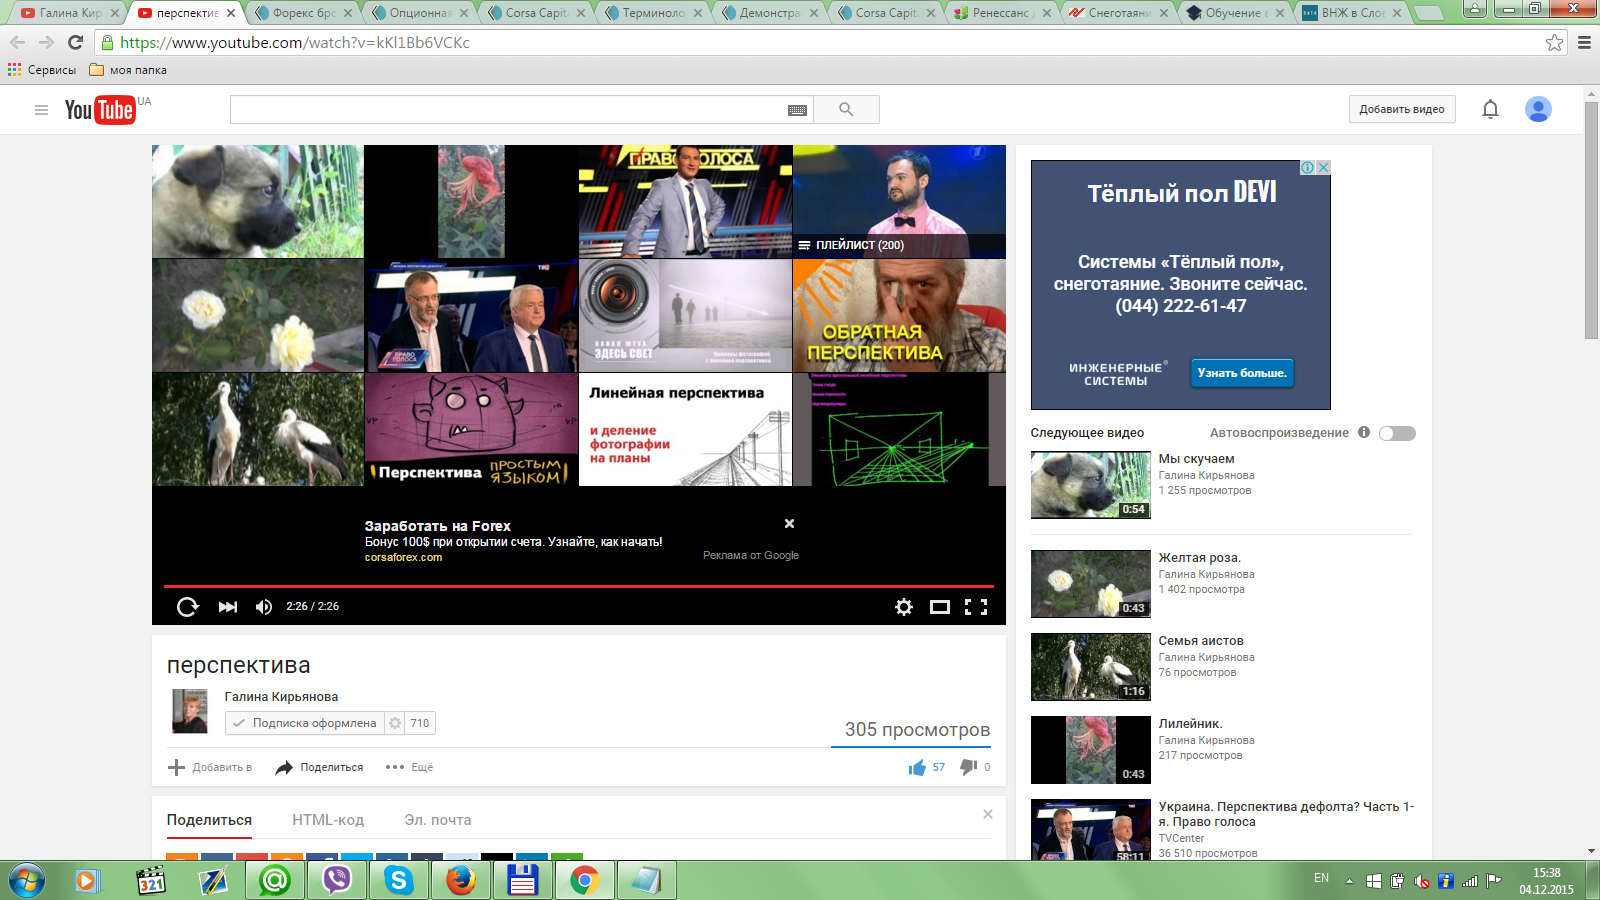 Галина Кир
перспектив
Форекс бро
Опционная
Corsa Capit
Терминоло
Демонстра
Corsa Capit
Ренессанс д
Снеготаяни
Обучение в
ВНЖ в Слов
https://www.youtube.com/watch?v=kKl1Bb6VCKc
Сервисы
моя папка
YouTube UA
Добавить видео
ПРАВО ГОЛОСА
ПЛЕЙЛИСТ (200)
ПРАВО ГОЛОСА
ЗДЕСЬ СВЕТ
ОБРАТНАЯ
ПЕРСПЕКТИВА
VP
VP
Перспектива ПРОСТЫМ ЯЗЫКОМ
Линейная перспектива
и деление
фотографии
на планы
Заработать на Forex
Бонус 100$ при открытии счета. Узнайте, как начать!
corsaforex.com
Реклама от Google
2:26 / 2:26
перспектива
Галина Кирьянова
Подписка оформлена 710
305 просмотров
Добавить в
Поделиться
Ещё
57
0
Поделиться
HTML-код
Эл. почта
Тёплый пол DEVI
Системы «Тёплый пол»,
снеготаяние. Звоните сейчас.
(044) 222-61-47
ИНЖЕНЕРНЫЕ
СИСТЕМЫ
Узнать больше.
Следующее видео
Автовоспроизведение
Мы скучаем
Галина Кирьянова
1 255 просмотров
0:54
Желтая роза.
Галина Кирьянова
1 402 просмотра
0:43
Семья аистов
Галина Кирьянова
76 просмотров
1:16
Лилейник.
Галина Кирьянова
217 просмотров
0:43
Украина. Перспектива дефолта? Часть 1-
я. Право голоса
TVCenter
36 510 просмотров
58:11
321
EN
15:38
04.12.2015